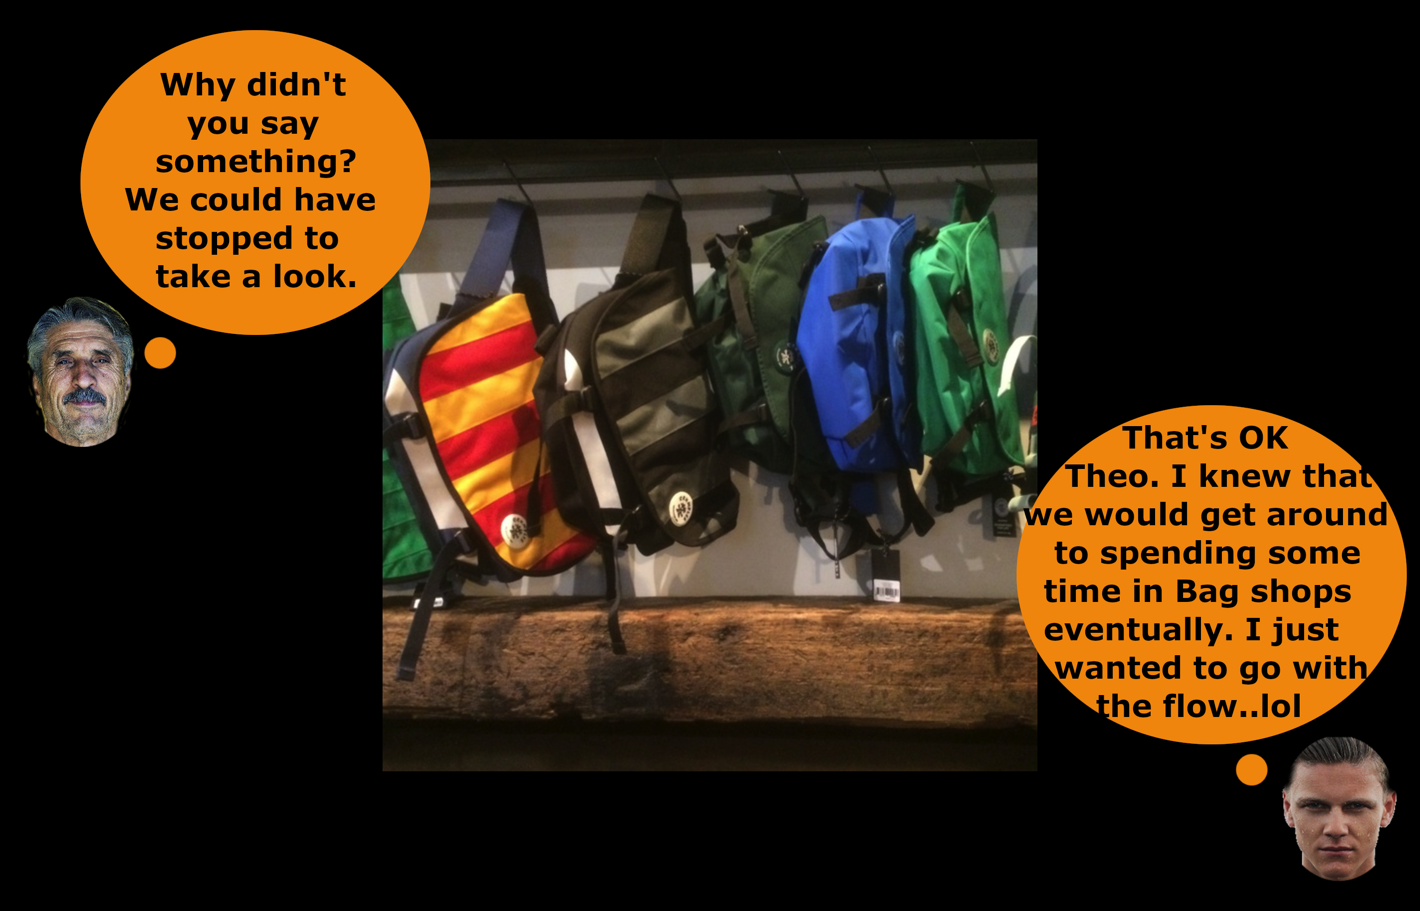 Why didn't
you say
something?
We could have
stopped to
take a look.
That's OK
Theo. I knew that
we would get around
to spending some
time in Bag shops
eventually. I just
wanted to go with
the flow..lol